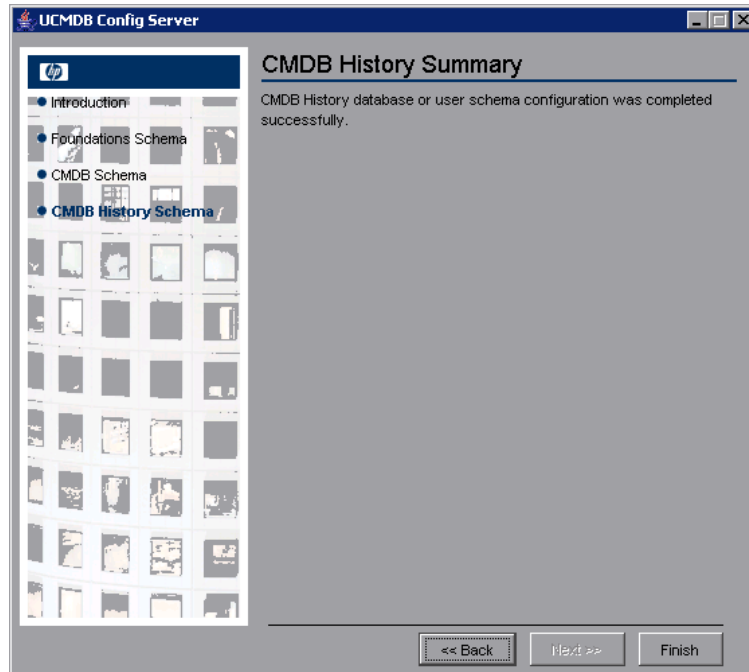 UCMDB Config Server
hp
Introduction
Foundations Schema
CMDB Schema
CMDB History Schema
CMDB History Summary
CMDB History database or user schema configuration was completed
successfully.
<< Back
Next >>
Finish